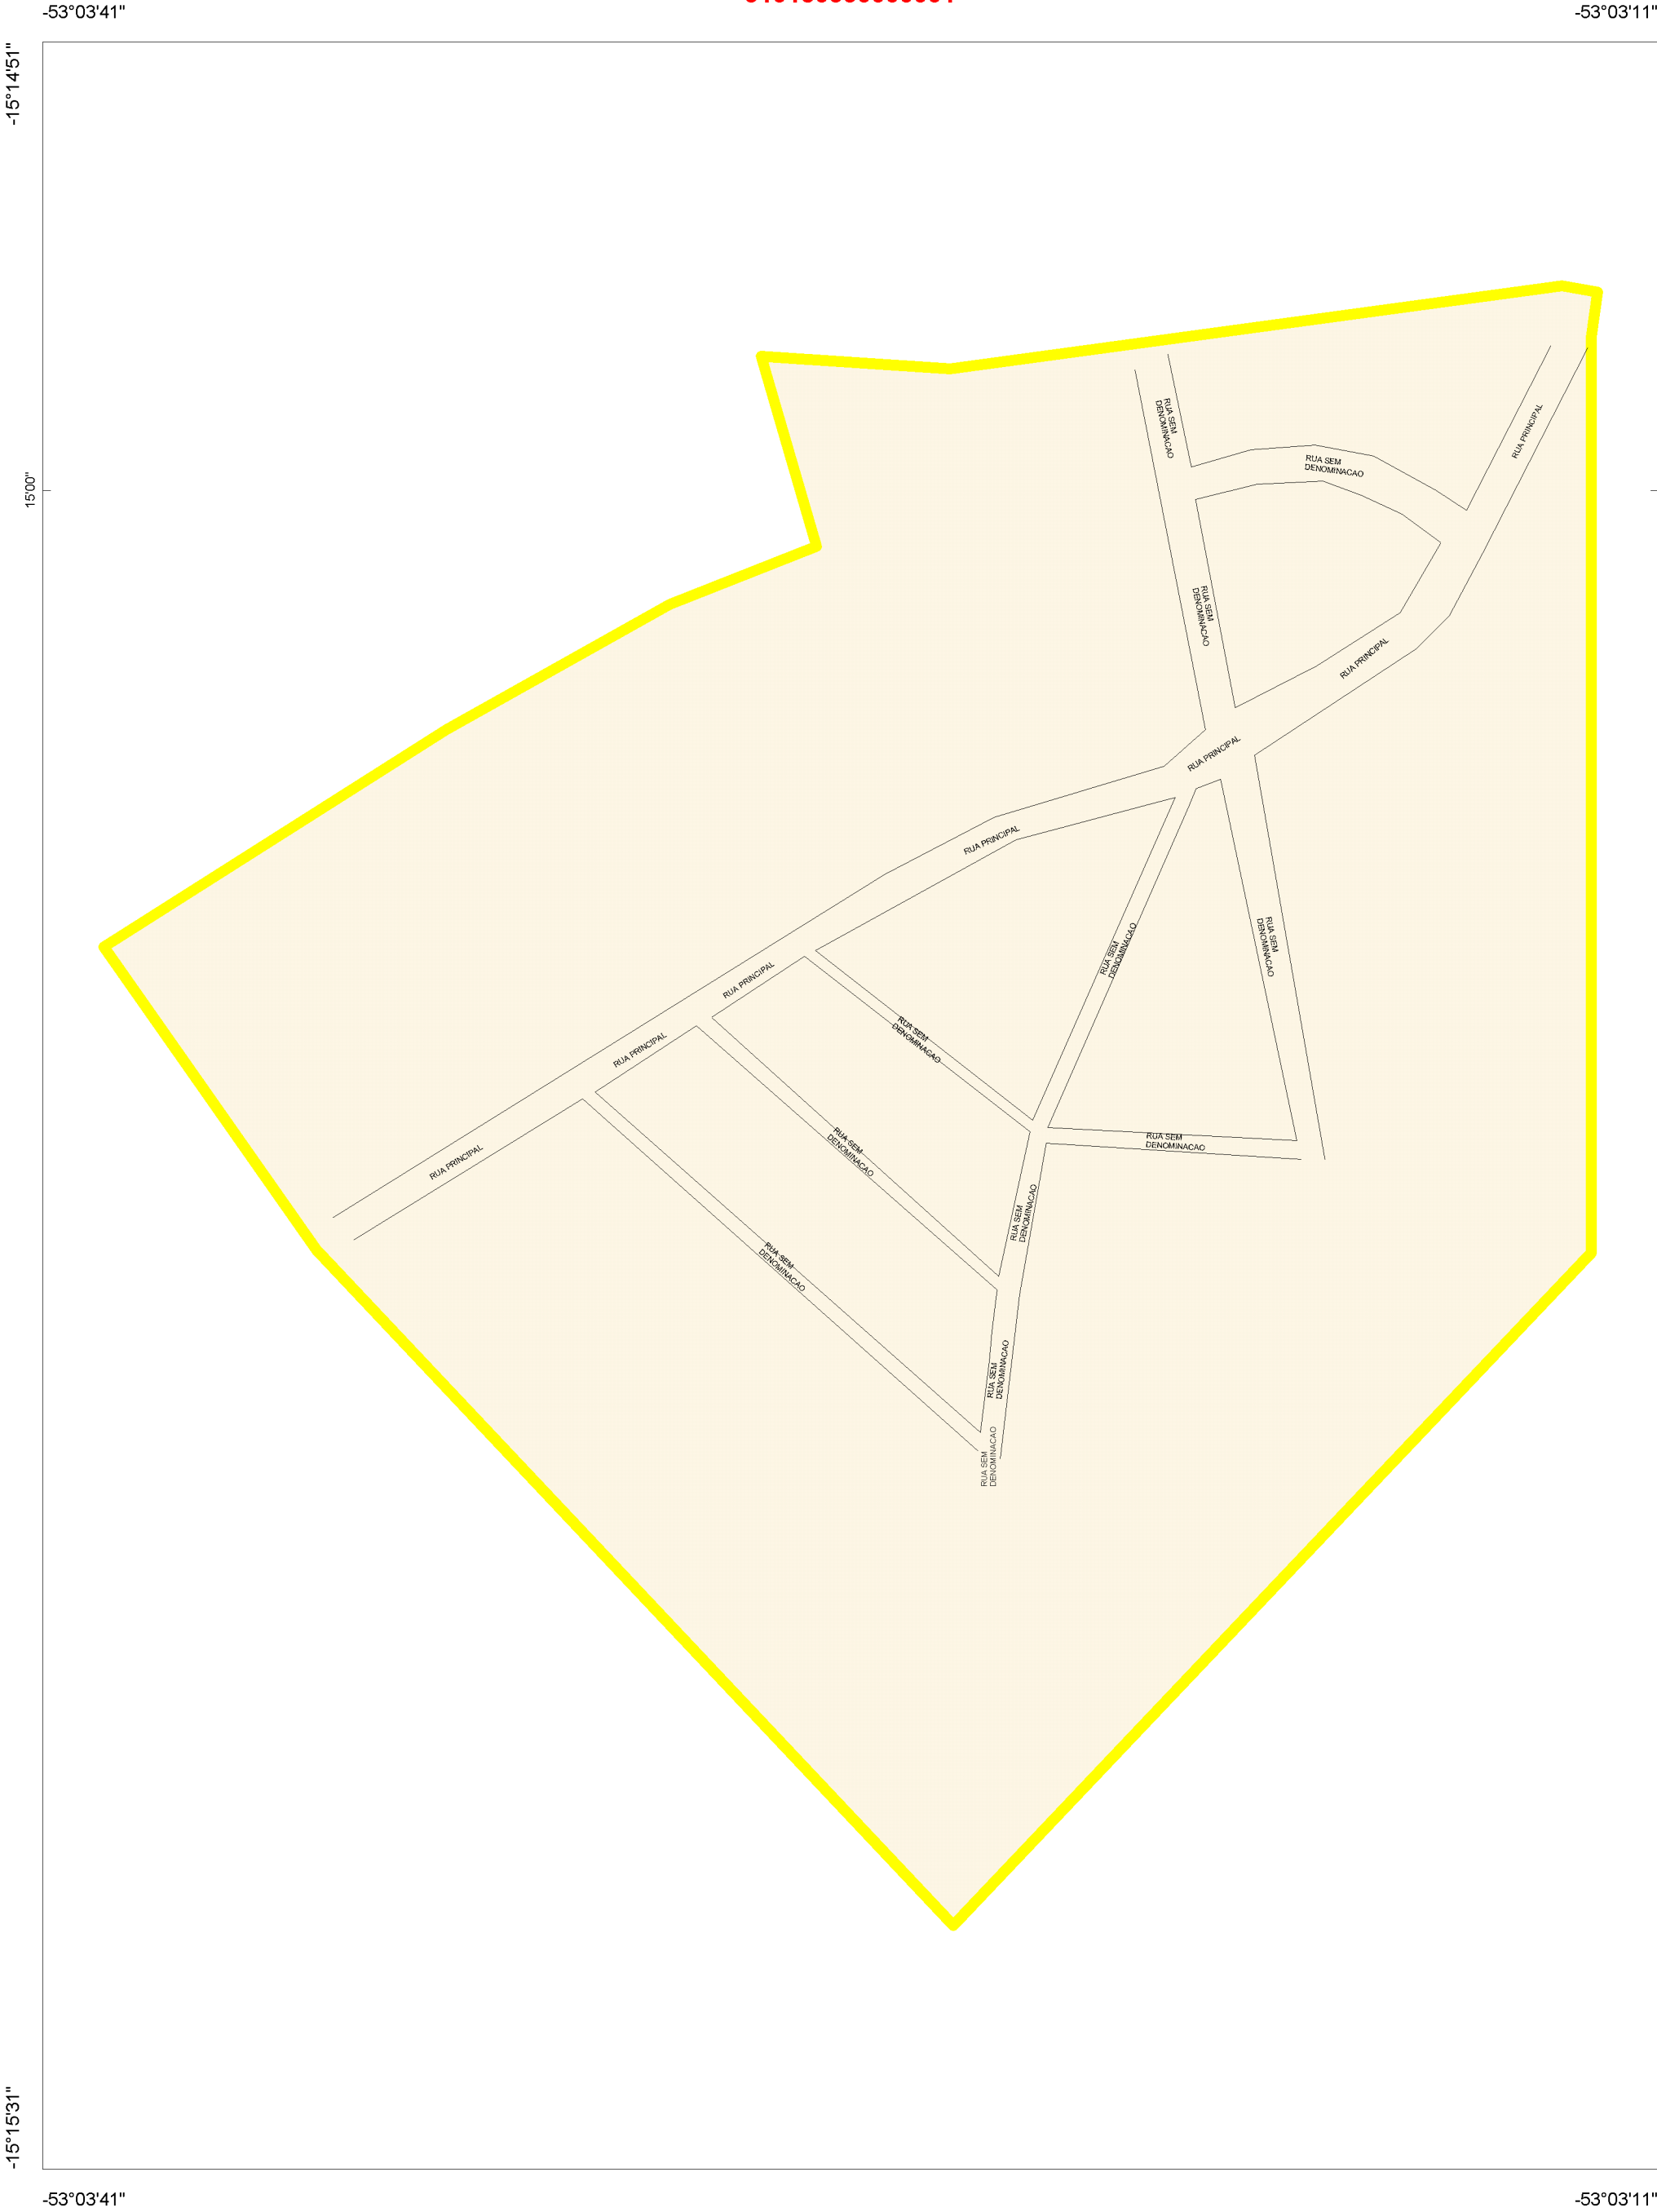 -53°03'41"
-53°03'11"
-15°14'51"
RUA SEM
DENOMINACAO
RUA PRINCIPAL
RUA SEM
DENOMINACAO
15'00"
RUA SEM
DENOMINACAO
RUA PRINCIPAL
RUA PRINCIPAL
RUA PRINCIPAL
RUA SEM
DENOMINACAO
RUA SEM
DENOMINACAO
RUA PRINCIPAL
RUA SEM
DENOMINACAO
RUA PRINCIPAL
RUA SEM
DENOMINACAO
RUA SEM
DENOMINACAO
RUA PRINCIPAL
RUA SEM
DENOMINACAO
RUA SEM
DENOMINACAO
RUA SEM
DENOMINACAO
RUA SEM
DENOMINACAO
-15°15'31"
-53°03'41"
-53°03'11"